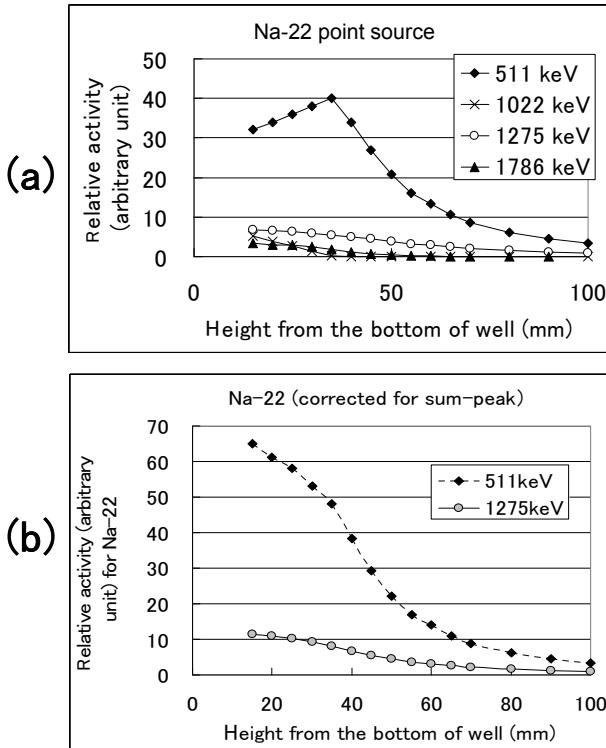 (a)
Na-22 point source
Relative activity
(arbitrary unit)
50
40
30
20
10
0
511 keV
1022 keV
1275 keV
1786 keV
0
50
100
Height from the bottom of well (mm)
(b)
Na-22 (corrected for sum-peak)
Relative activity (arbitrary
unit) for Na-22
70
60
50
40
30
20
10
0
511keV
1275keV
0
20
40
60
80
100
Height from the bottom of well (mm)